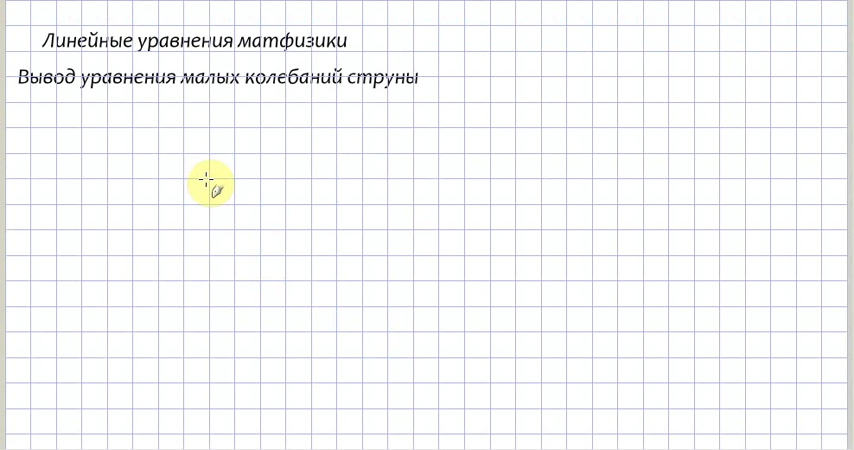 Линейные уравнения матфизики
Вывод уравнения малых колебаний струны